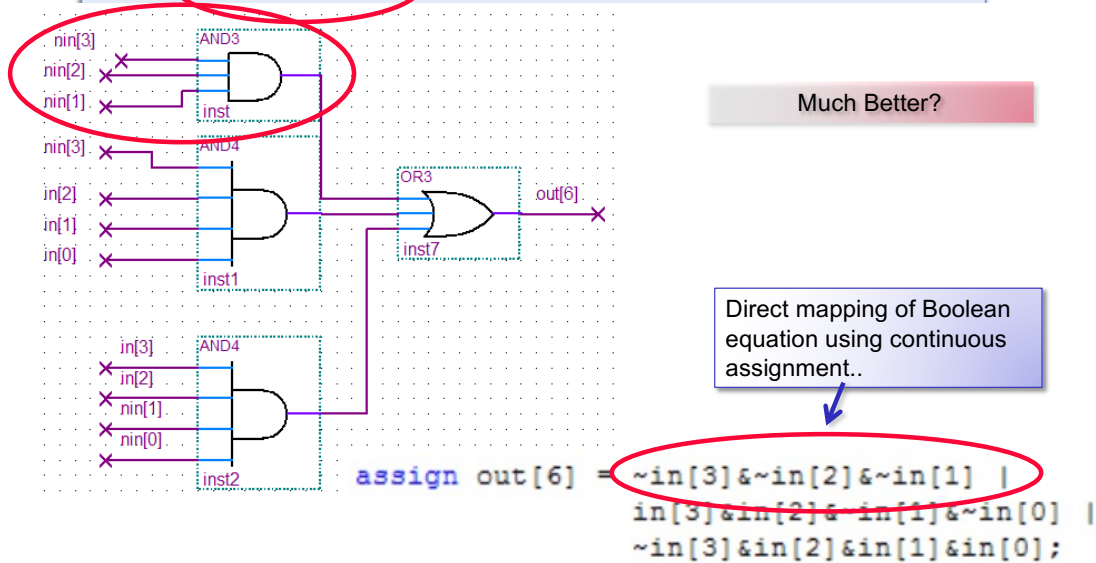 nin[3]
nin[2]
nin[1]
AND3
inst
nin[3]
in[2]
in[1]
in[0]
AND4
inst1
in[3]
in[2]
nin[1]
nin[0]
AND4
inst2
OR3
inst7
out[6]
Much Better?
Direct mapping of Boolean
equation using continuous
assignment..
assign out[6] = ~in[3]&~in[2]&~in[1] |
in[3]&in[2]&~in[1]&~in[0] |
~in[3]&in[2]&in[1]&in[0];